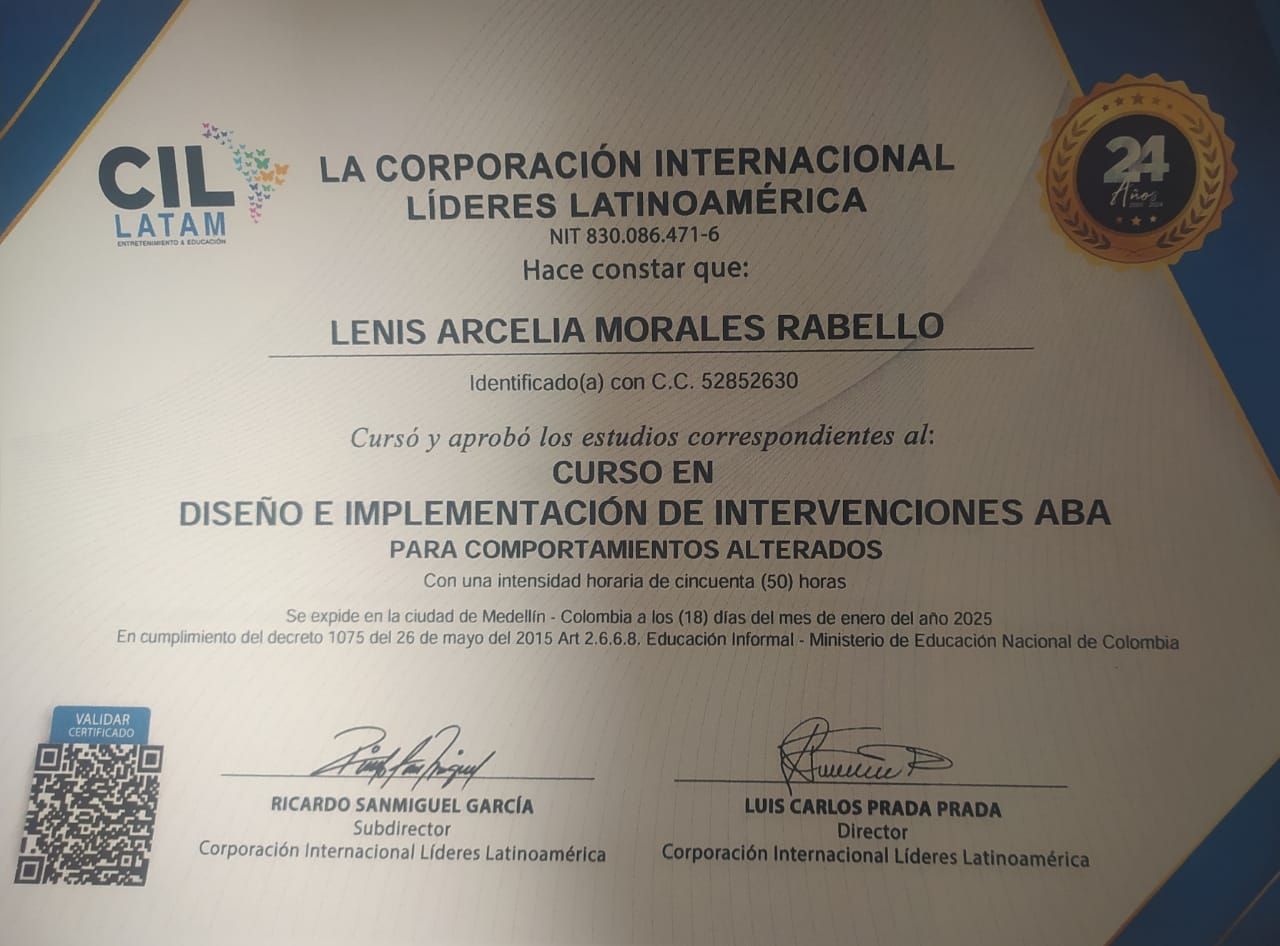 CIL
LATAM
ENTRETENIMIENTO & EDUCACIÓN
LA CORPORACIÓN INTERNACIONAL
LÍDERES LATINOAMÉRICA
NIT 830.086.471-6
Hace constar que:
24
Años
LENIS ARCELIA MORALES RABELLO
Identificado(a) con C.C. 52852630
Cursó y aprobó los estudios correspondientes al:
CURSO EN
DISEÑO E IMPLEMENTACIÓN DE INTERVENCIONES ABA
PARA COMPORTAMIENTOS ALTERADOS
Con una intensidad horaria de cincuenta (50) horas
Se expide en la ciudad de Medellín - Colombia a los (18) días del mes de enero del año 2025
En cumplimiento del decreto 1075 del 26 de mayo del 2015 Art 2.6.6.8. Educación Informal - Ministerio de Educación Nacional de Colombia
VALIDAR
CERTIFICADO
RICARDO SANMIGUEL GARCÍA
Subdirector
Corporación Internacional Líderes Latinoamérica
LUIS CARLOS PRADA PRADA
Director
Corporación Internacional Líderes Latinoamérica